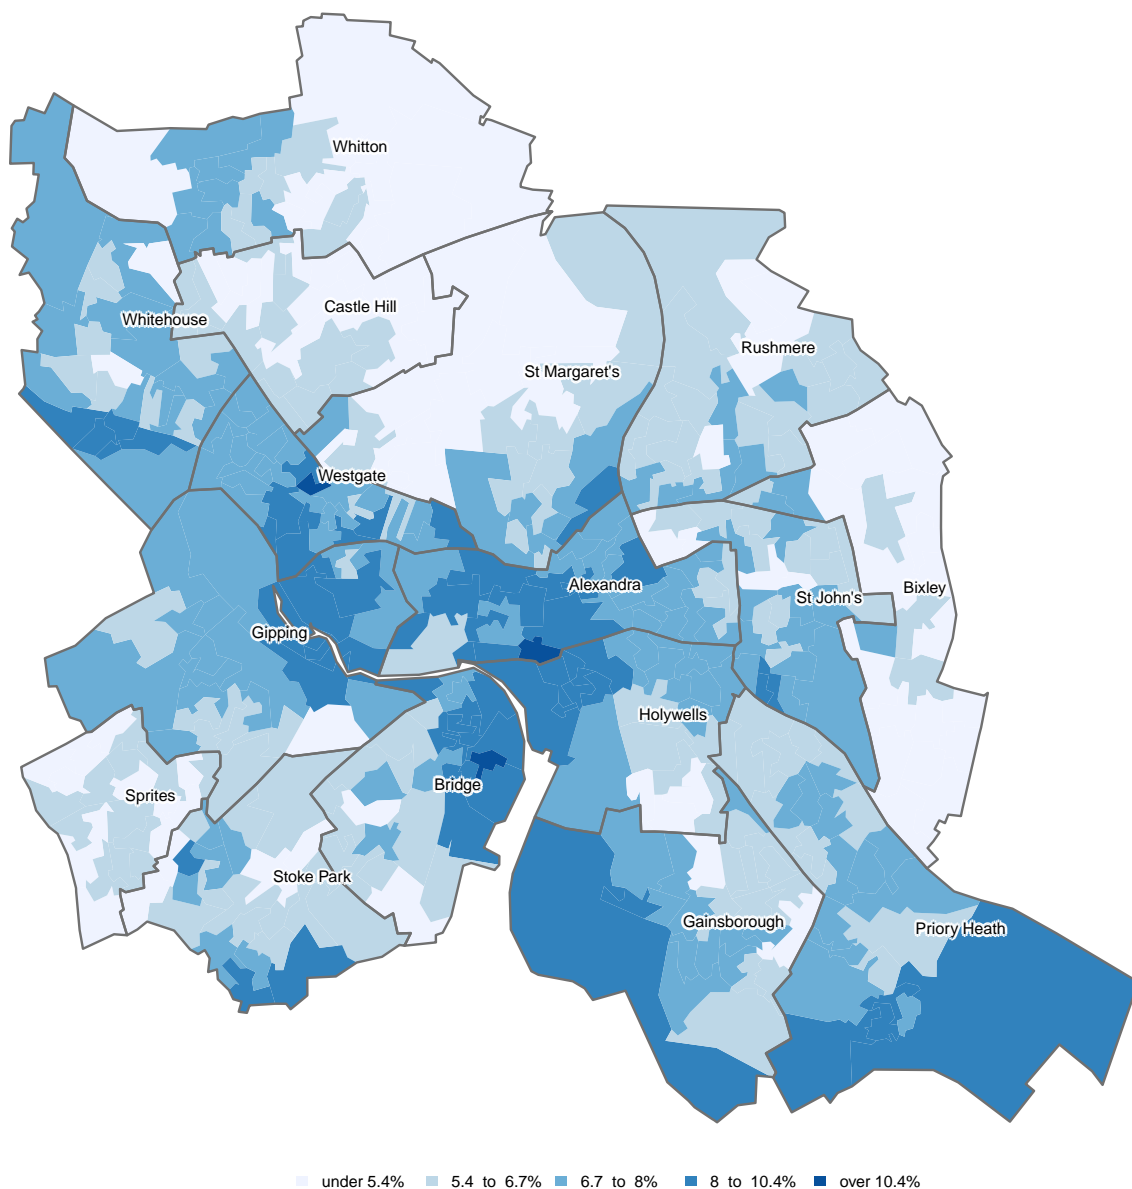 Whitton
Castle Hill
Whitehouse
Rushmere
St Margaret's
Westgate
Alexandra
Bixley
St John's
Gipping
Holywells
Bridge
Sprites
Stoke Park
Gainsborough
Priory Heath
under 5.4% 5.4 to 6.7% 6.7 to 8% 8 to 10.4% over 10.4%